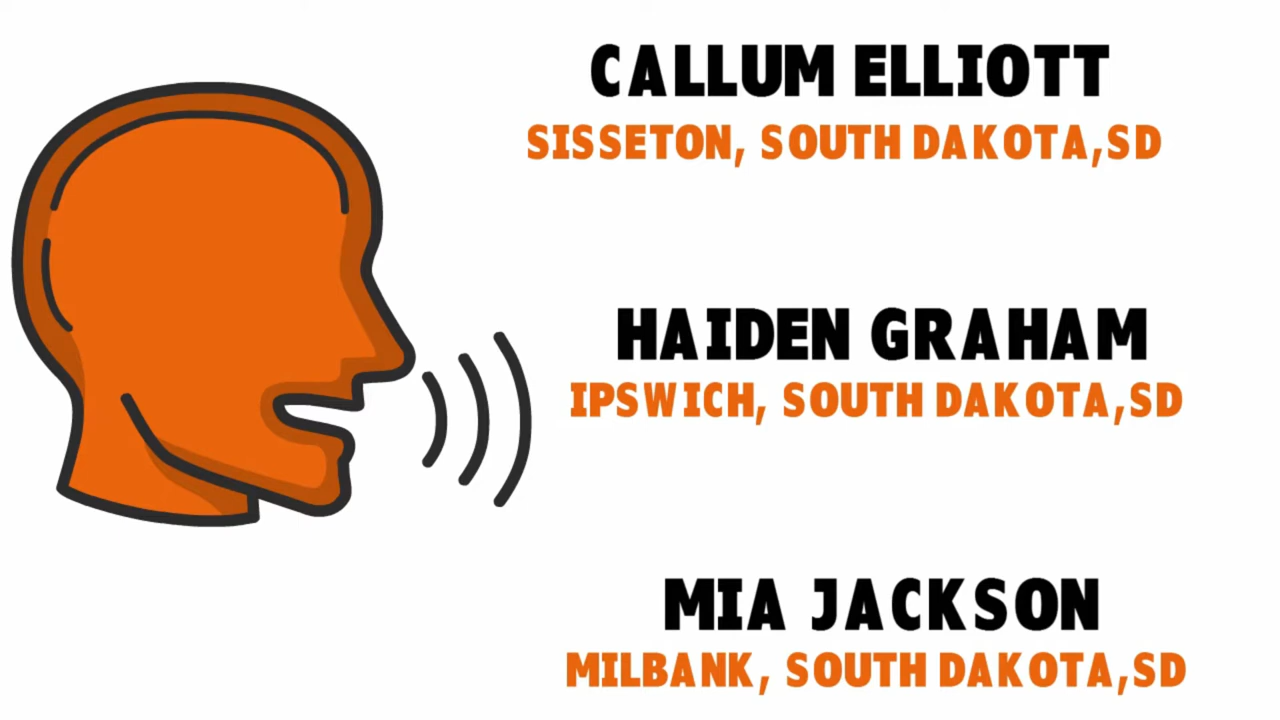 CALLUM ELLIOTT
SISSETON, SOUTH DAKOTA,SD
HAIDEN GRAHAM
IPSWICH, SOUTH DAKOTA,SD
MIA JACKSON
MILBANK, SOUTH DAKOTA,SD